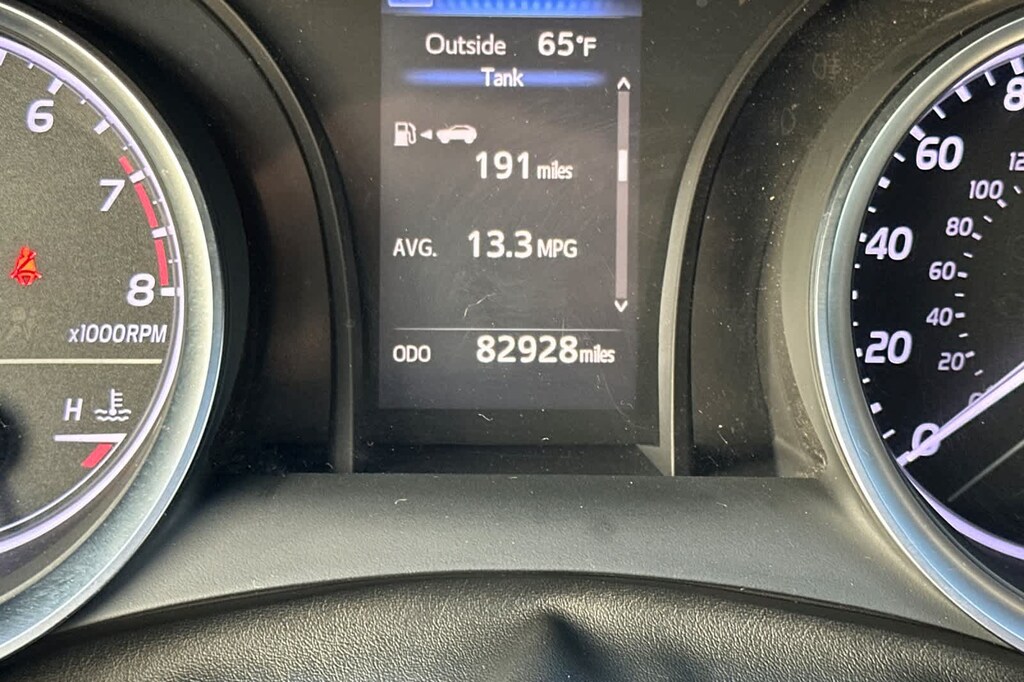 Outside 65°F
Tank
191 miles
AVG. 13.3 MPG
ODO 82928 miles
6
7
8
x1000RPM
H
60
40
20
0
100
80
60
40
20